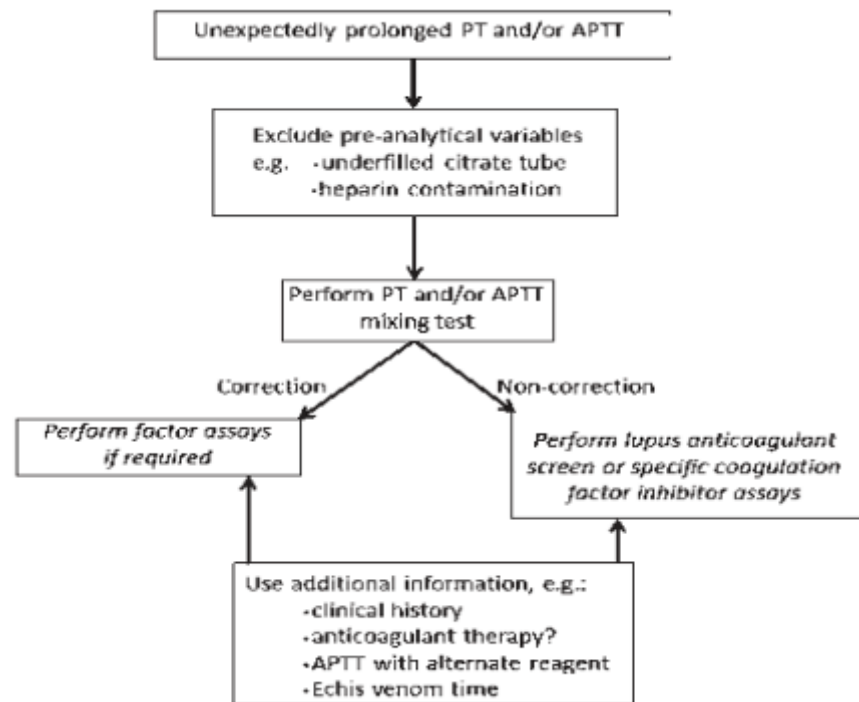 Unexpectedly prolonged PT and/or APTT
Exclude pre-analytical variables
e.g. •underfilled citrate tube
•heparin contamination
Perform PT and/or APTT
mixing test
Correction
Non-correction
Perform factor assays
if required
Perform lupus anticoagulant
screen or specific coagulation
factor inhibitor assays
Use additional information, e.g.:
•clinical history
•anticoagulant therapy?
•APTT with alternate reagent
•Echis venom time